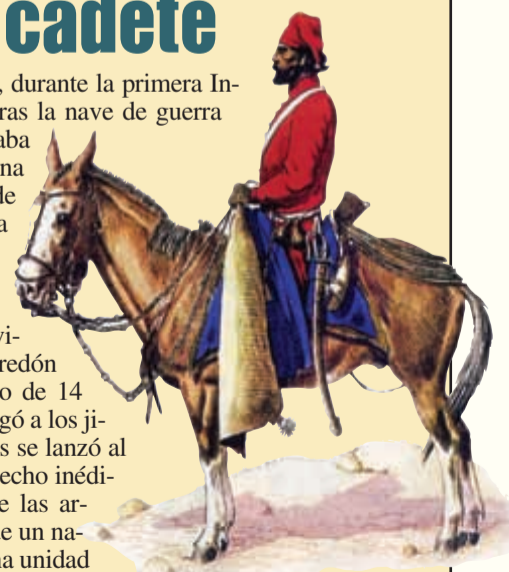 cadete
, durante la primera In-
ras la nave de guerra
aba
na
de
a
vi-
redón
o de 14
gó a los ji-
s se lanzó al
echo inédi-
e las ar-
e un na-
na unidad